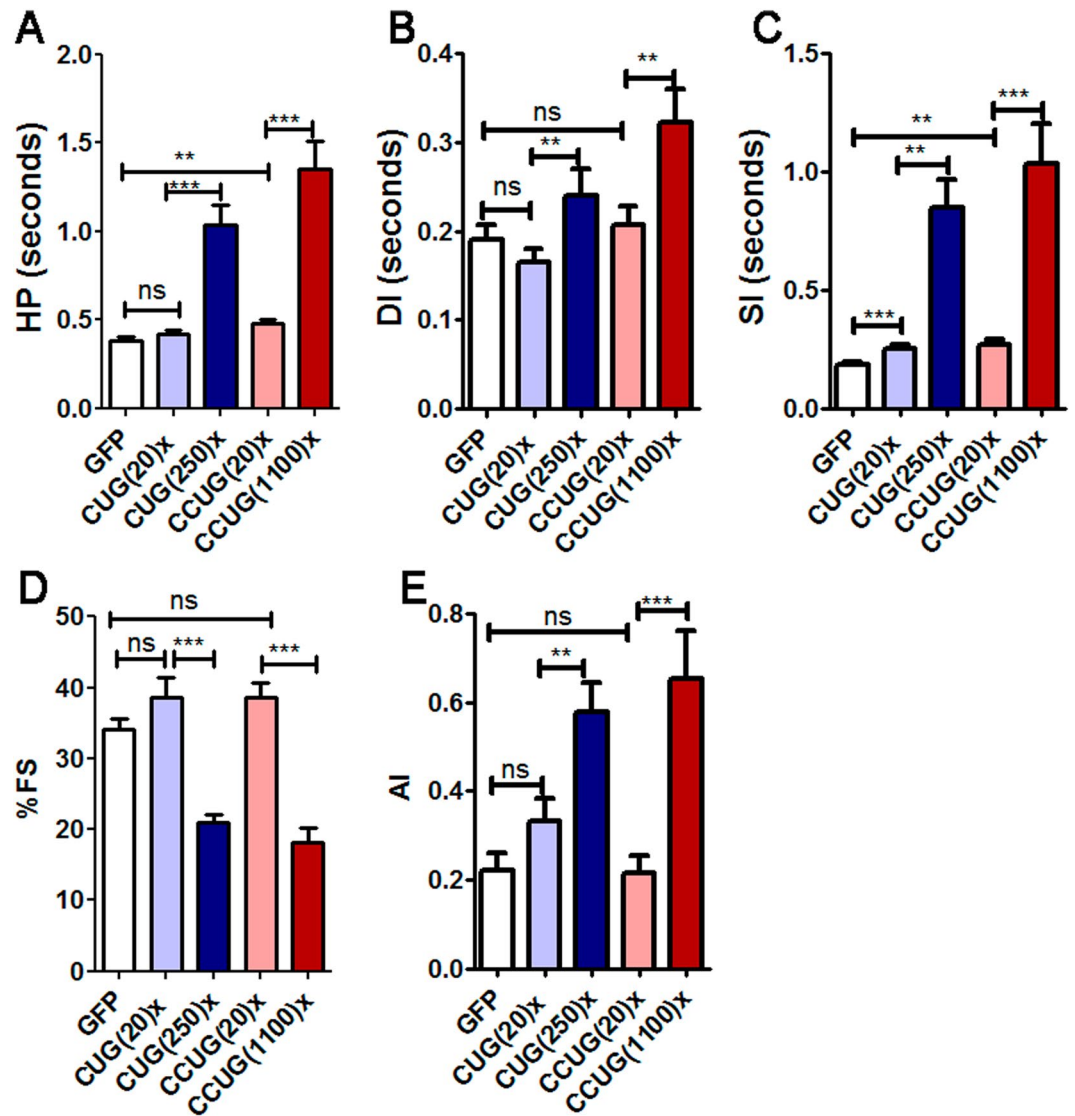 A
HP (seconds)
2.0
1.5
1.0
0.5
0.0
***
**
***
ns
GFP
CUG(20)x
CUG(250)x
CCUG(20)x
CCUG(1100)x
B
DI (seconds)
0.4
0.3
0.2
0.1
0.0
**
ns
**
ns
GFP
CUG(20)x
CUG(250)x
CCUG(20)x
CCUG(1100)x
C
SI (seconds)
1.5
1.0
0.5
0.0
***
**
**
***
GFP
CUG(20)x
CUG(250)x
CCUG(20)x
CCUG(1100)x
D
%FS
50
40
30
20
10
0
ns
ns
***
***
GFP
CUG(20)x
CUG(250)x
CCUG(20)x
CCUG(1100)x
E
AI
0.8
0.6
0.4
0.2
0.0
***
ns
**
ns
GFP
CUG(20)x
CUG(250)x
CCUG(20)x
CCUG(1100)x